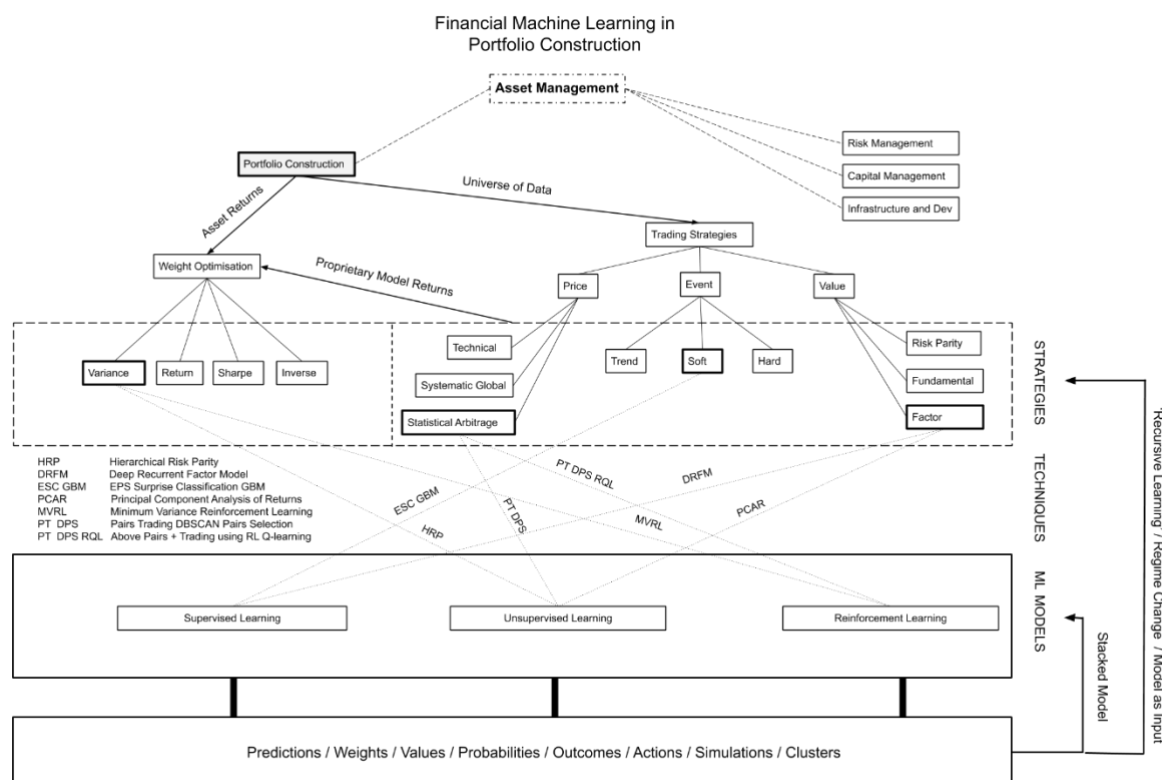 Financial Machine Learning in
Portfolio Construction
Asset Management
Risk Management
Portfolio Construction
Capital Management
Universe of Data
Infrastructure and Dev
Asset Returns
Trading Strategies
Weight Optimisation
Proprietary Model Returns
Price
Event
Value
Technical
Risk Parity
Trend
Soft
Hard
Variance
Return
Sharpe
Inverse
Systematic Global
Fundamental
Statistical Arbitrage
Factor
STRATEGIES
HRP Hierarchical Risk Parity
DRFM Deep Recurrent Factor Model
ESC GBM EPS Surprise Classification GBM
PCAR Principal Component Analysis of Returns
MVRL Minimum Variance Reinforcement Learning
PT DPS Pairs Trading DBSCAN Pairs Selection
PT DPS RQL Above Pairs + Trading using RL Q-learning
PT DPS RQL
DRFM
ESC GBM
PT DPS
PCAR
MVRL
HRP
TECHNIQUES
Supervised Learning
Unsupervised Learning
Reinforcement Learning
ML MODELS
Stacked Model
'Recursive Learning' / Regime Change / Model as Input
Predictions / Weights / Values / Probabilities / Outcomes / Actions / Simulations / Clusters